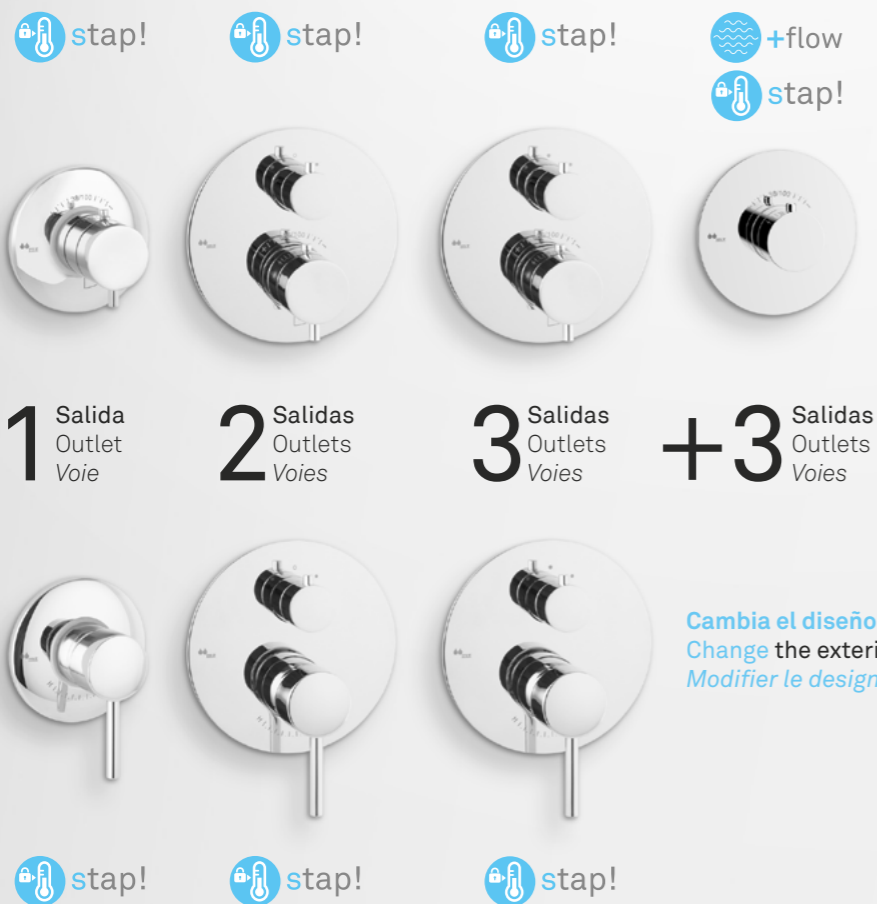 stap!
stap!
stap!
+flow
stap!
1 Salida
Outlet
Voie
2 Salidas
Outlets
Voies
3 Salidas
Outlets
Voies
+3 Salidas
Outlets
Voies
Cambia el diseño
Change the exteri
Modifier le design
stap!
stap!
stap!